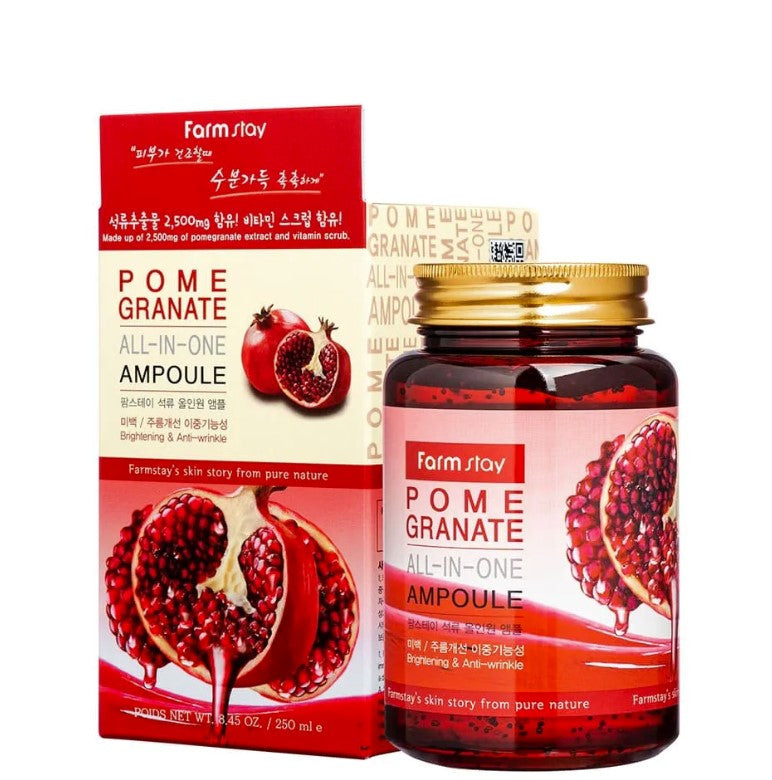 Farm stay
"피부가 건조할때
수분가득 촉촉하게"
석류추출물 2,500mg 함유! 비타민 스크럽 함유!
Made up of 2,500mg of pomegranate extract and vitamin scrub.
POME
GRANATE
ALL-IN-ONE
AMPOULE
팜스테이 석류 올인원 앰플
미백 / 주름개선 이중기능성
Brightening & Anti-wrinkle
Farmstay's skin story from pure nature
POIDS NET WT. 8.45 OZ. / 250 ml e
POME
GRANATE
ALL-IN-ONE
AMPOULE
POME
Farm stay
POME
GRANATE
ALL-IN-ONE
AMPOULE
팜스테이 석류 올인원 앰플
미백 / 주름개선 이중기능성
Brightening & Anti-wrinkle
Farmstay's skin story from pure nature
Farmstay's sk